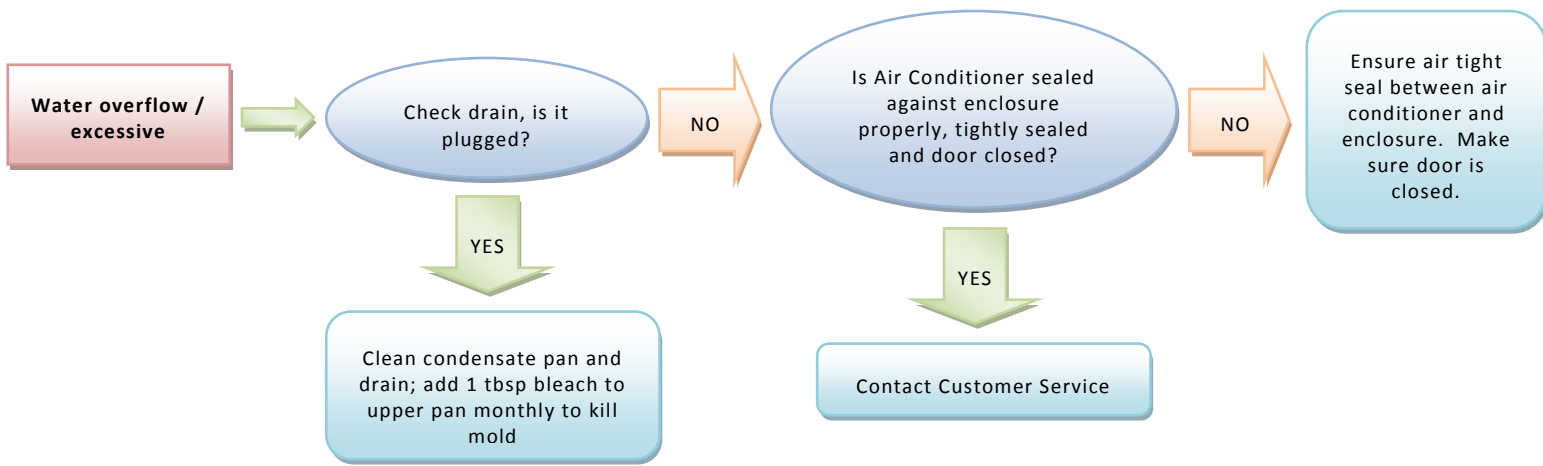 Water overflow /
excessive
Check drain, is it
plugged?
NO
Is Air Conditioner sealed
against enclosure
properly, tightly sealed
and door closed?
NO
Ensure air tight
seal between air
conditioner and
enclosure. Make
sure door is
closed.
YES
Clean condensate pan and
drain; add 1 tbsp bleach to
upper pan monthly to kill
mold
YES
Contact Customer Service